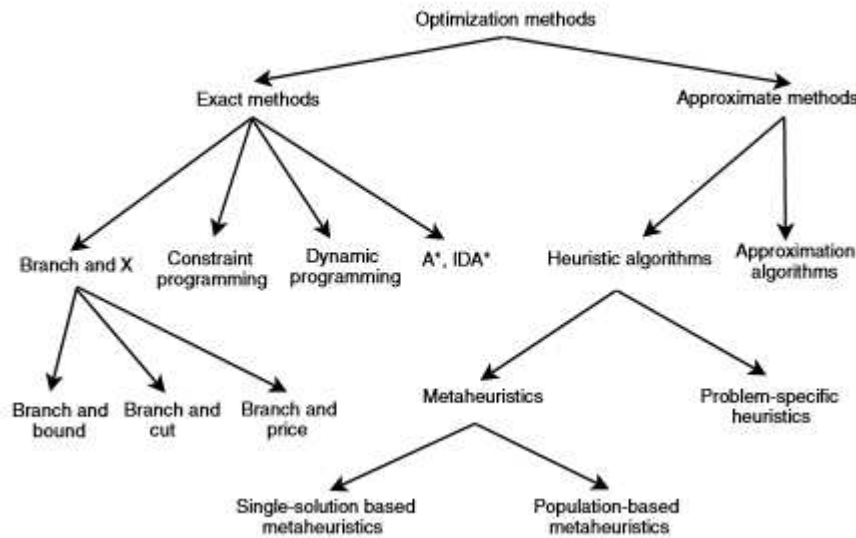 Optimization methods
Exact methods
Approximate methods
Branch and X
Constraint
programming
Dynamic
programming
A*, IDA*
Heuristic algorithms
Approximation
algorithms
Branch and
bound
Branch and
cut
Branch and
price
Metaheuristics
Problem-specific
heuristics
Single-solution based
metaheuristics
Population-based
metaheuristics